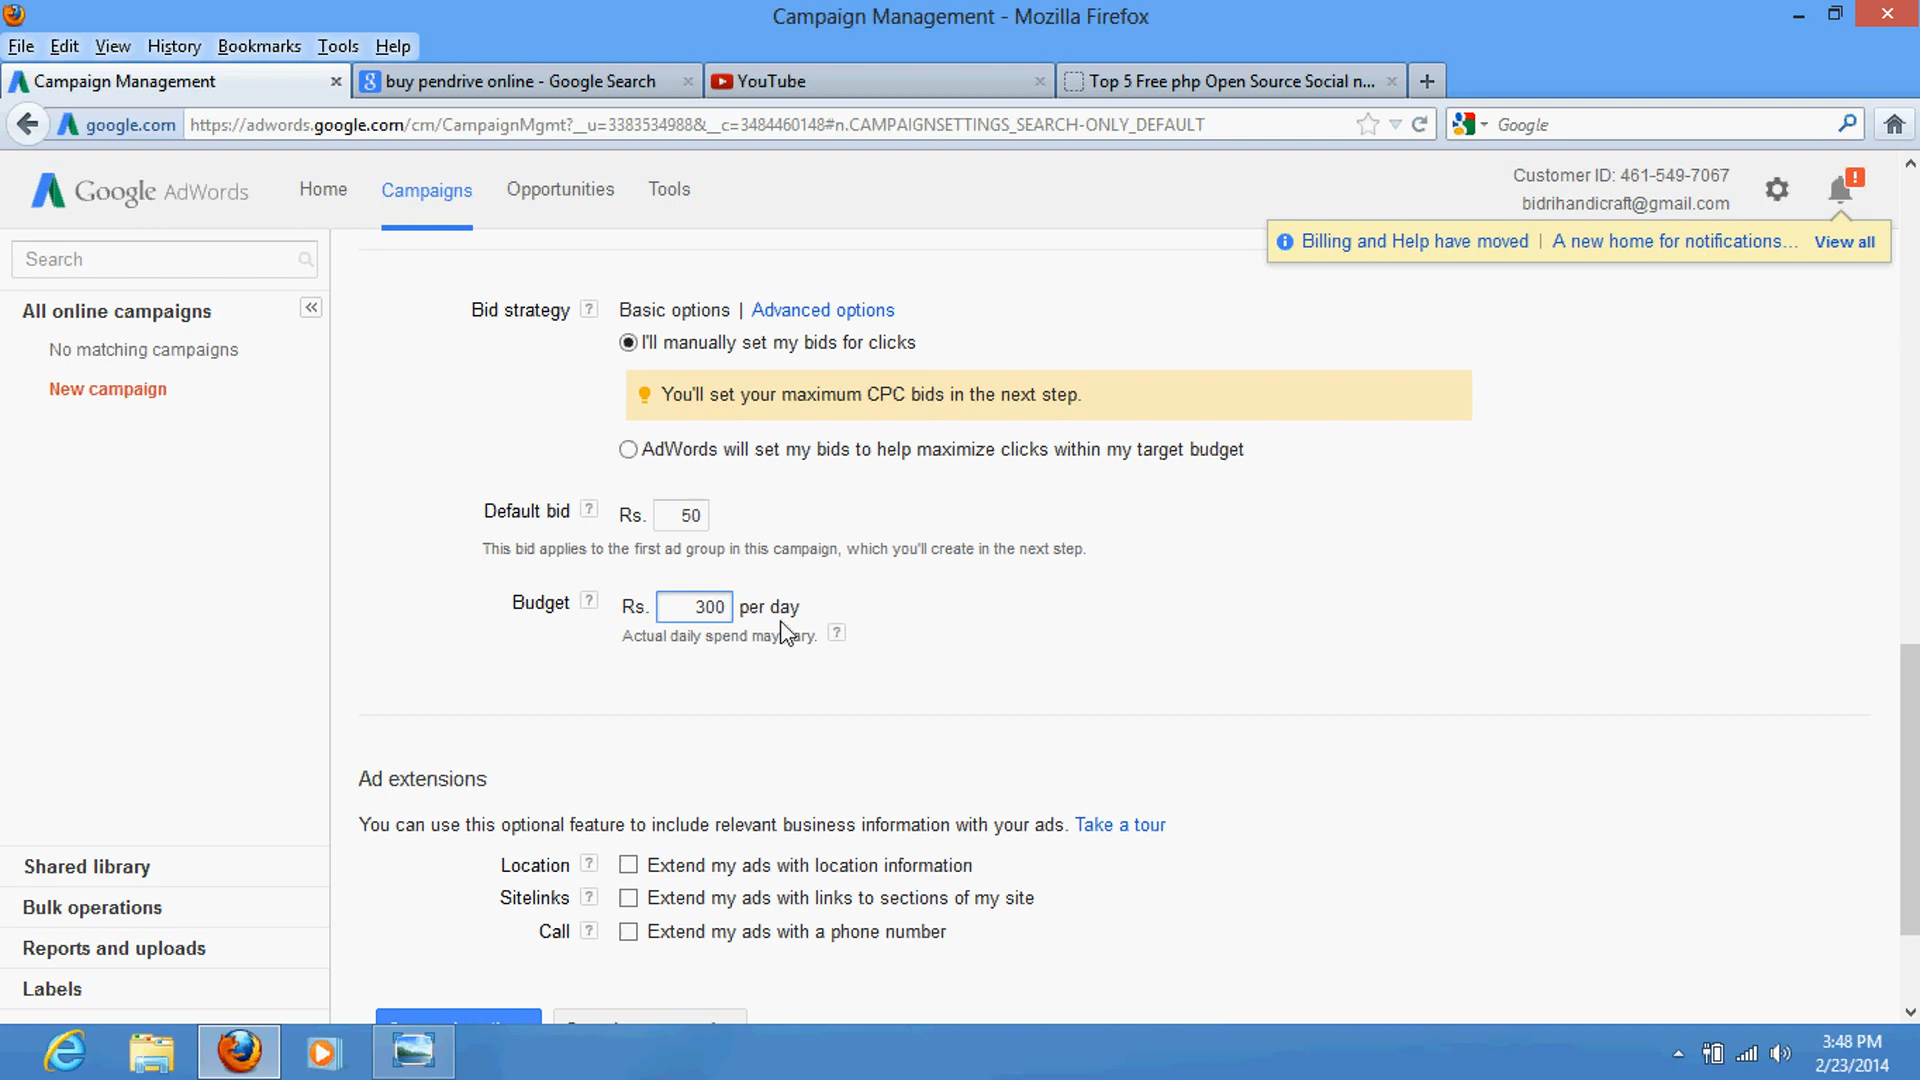 Campaign Management - Mozilla Firefox
File Edit View History Bookmarks Tools Help
Campaign Management
buy pendrive online - Google Search
YouTube
Top 5 Free php Open Source Social n...
google.com
https://adwords.google.com/cm/CampaignMgmt?__u=3383534988&__c=3484460148#n.CAMPAIGNSETTINGS_SEARCH-ONLY_DEFAULT
Google
Google AdWords
Home Campaigns Opportunities Tools
Customer ID: 461-549-7067
bidrihandicraft@gmail.com
Billing and Help have moved | A new home for notifications... View all
Search
All online campaigns
No matching campaigns
New campaign
Shared library
Bulk operations
Reports and uploads
Labels
Bid strategy ? Basic options | Advanced options
I'll manually set my bids for clicks
You'll set your maximum CPC bids in the next step.
AdWords will set my bids to help maximize clicks within my target budget
Default bid ? Rs. 50
This bid applies to the first ad group in this campaign, which you'll create in the next step.
Budget ? Rs. 300 per day
Actual daily spend may vary. ?
Ad extensions
You can use this optional feature to include relevant business information with your ads. Take a tour
Location ? Extend my ads with location information
Sitelinks ? Extend my ads with links to sections of my site
Call ? Extend my ads with a phone number
3:48 PM
2/23/2014